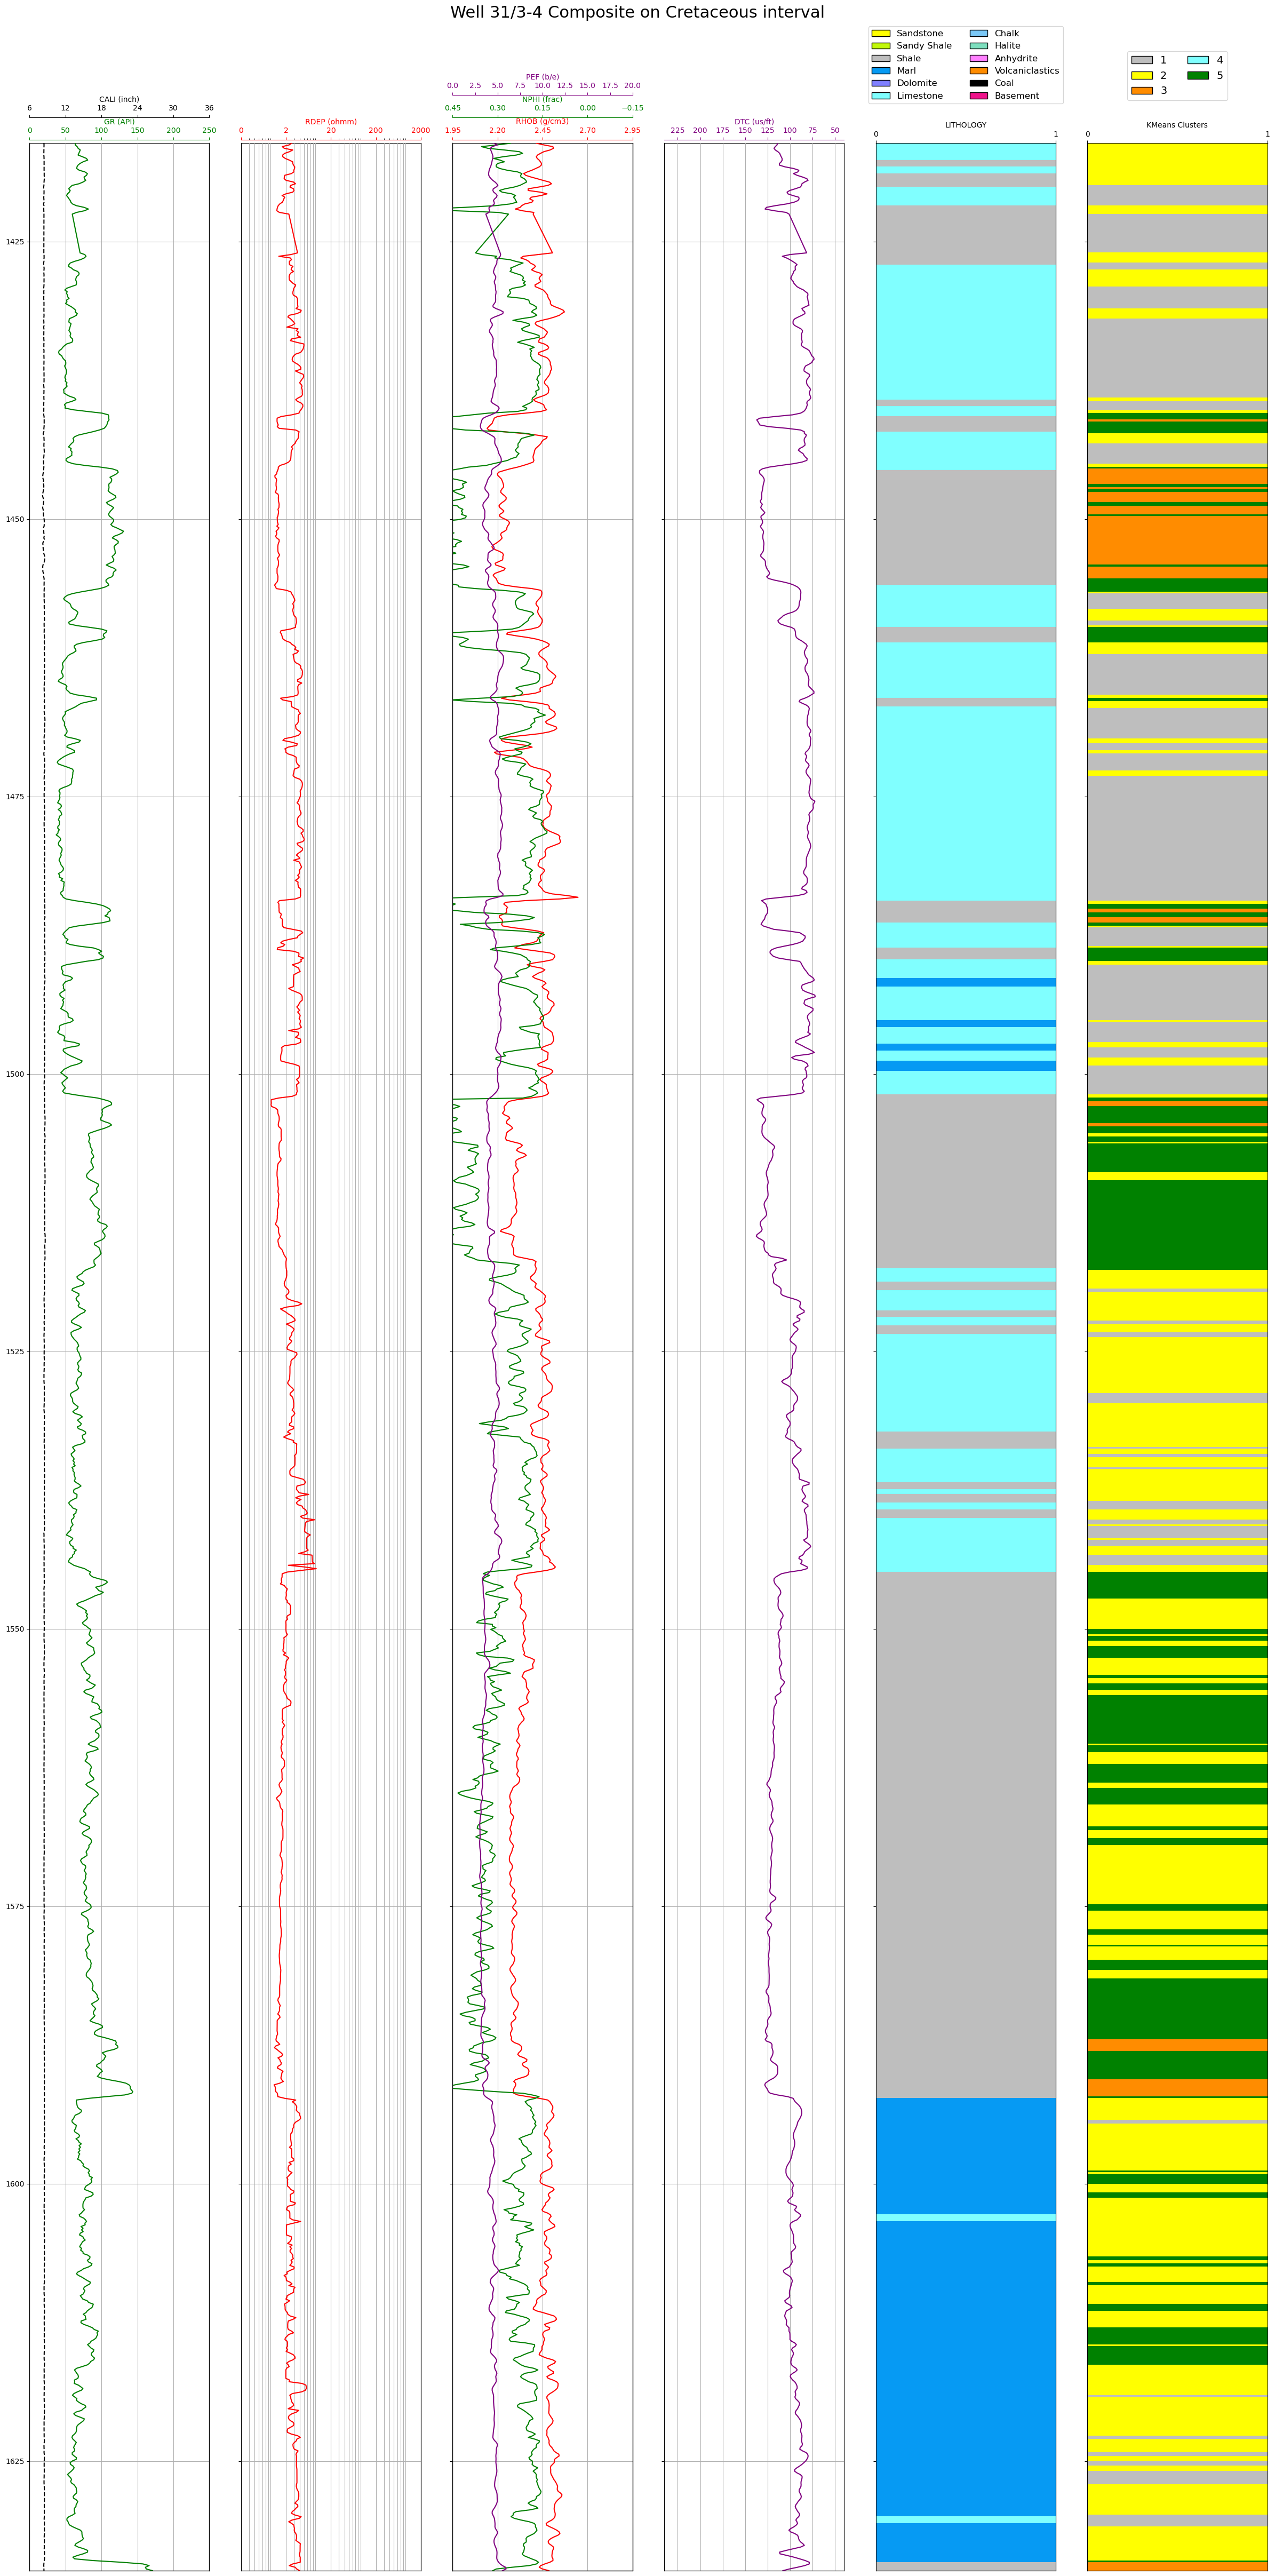 Well 31/3-4 Composite on Cretaceous interval
Sandstone Chalk
Sandy Shale Halite
Shale Anhydrite
Marl Volcaniclastics
Dolomite Coal
Limestone Basement
1 4
2 5
3
PEF (b/e)
0.0 2.5 5.0 7.5 10.0 12.5 15.0 17.5 20.0
CALI (inch) NPHI (frac)
6 12 18 24 30 36 0.45 0.30 0.15 0.00 −0.15
GR (API) RDEP (ohmm) RHOB (g/cm3) DTC (us/ft) LITHOLOGY KMeans Clusters
0 50 100 150 200 250 0 2 20 200 2000 1.95 2.20 2.45 2.70 2.95 225 200 175 150 125 100 75 50 0 1 0 1
1425
1450
1475
1500
1525
1550
1575
1600
1625